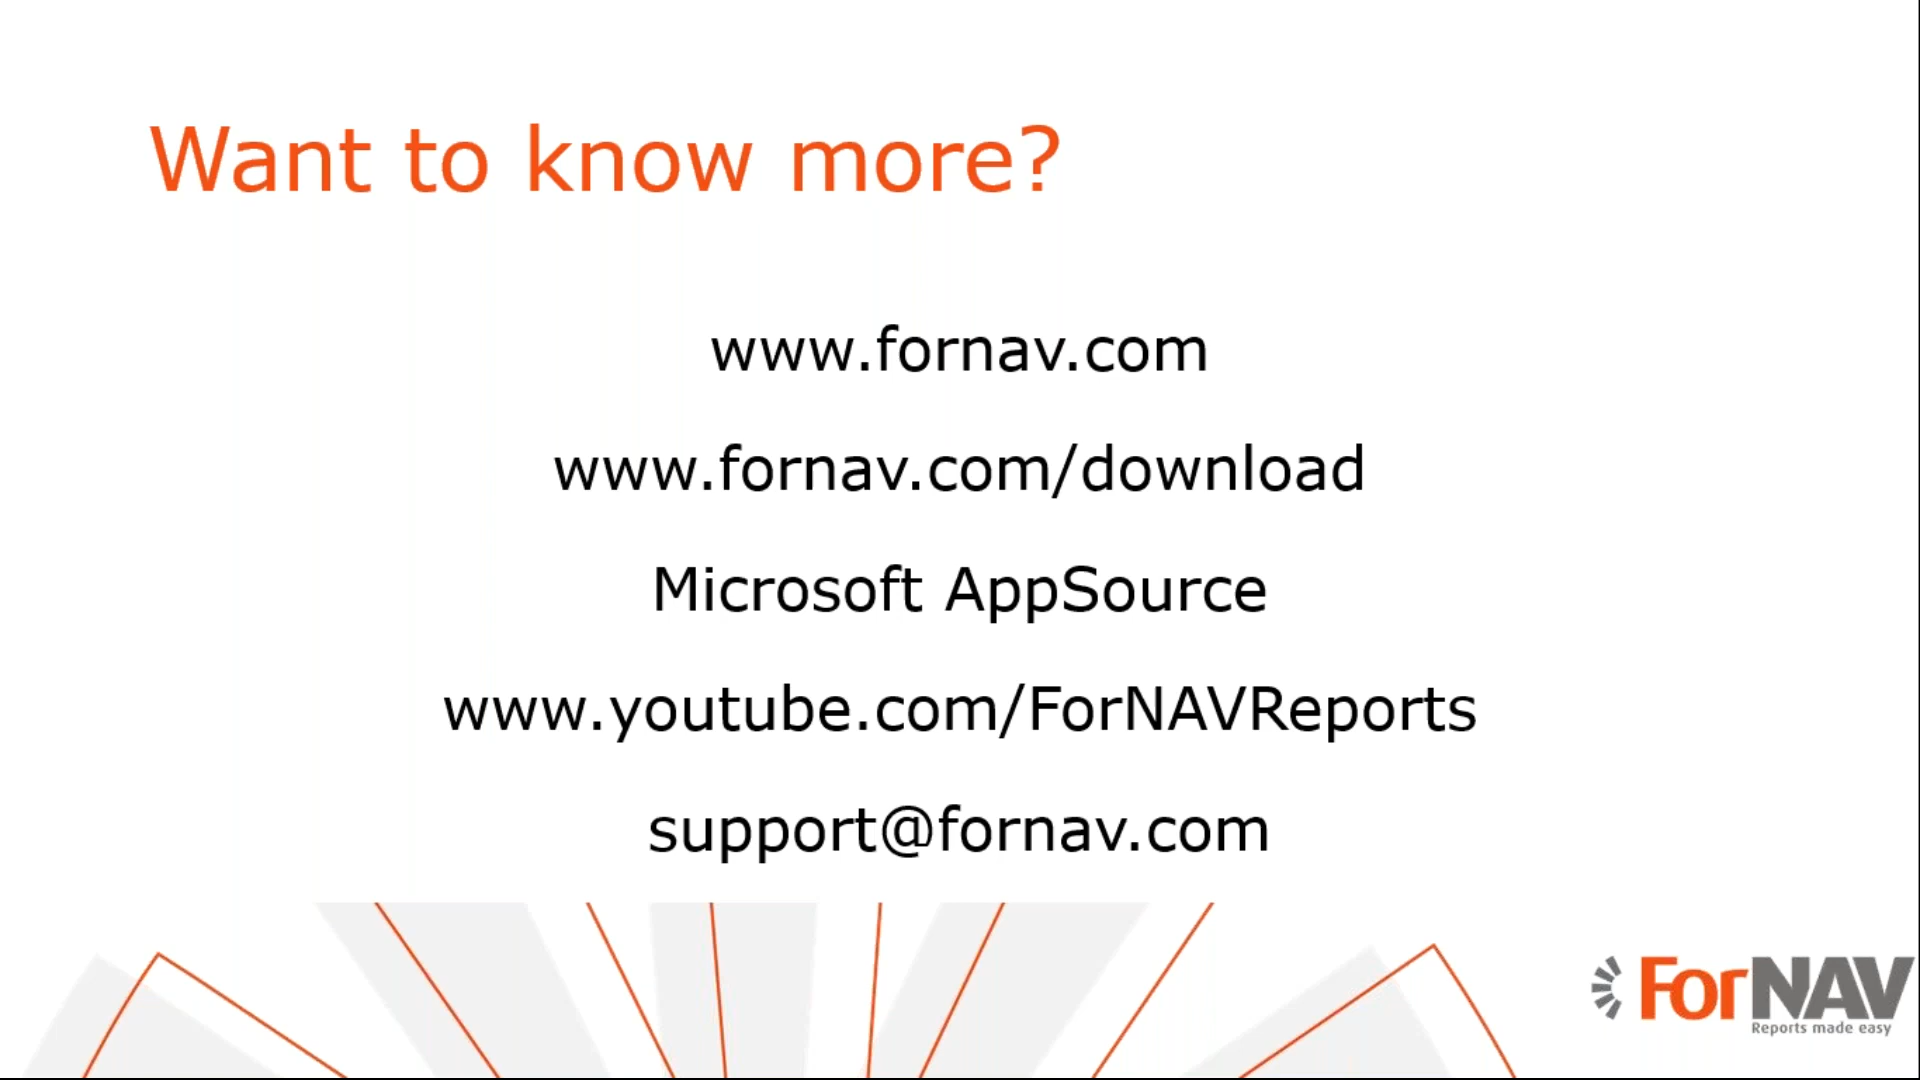 Want to know more?
www.fornav.com
www.fornav.com/download
Microsoft AppSource
www.youtube.com/ForNAVReports
support@fornav.com
ForNAV
Reports made easy